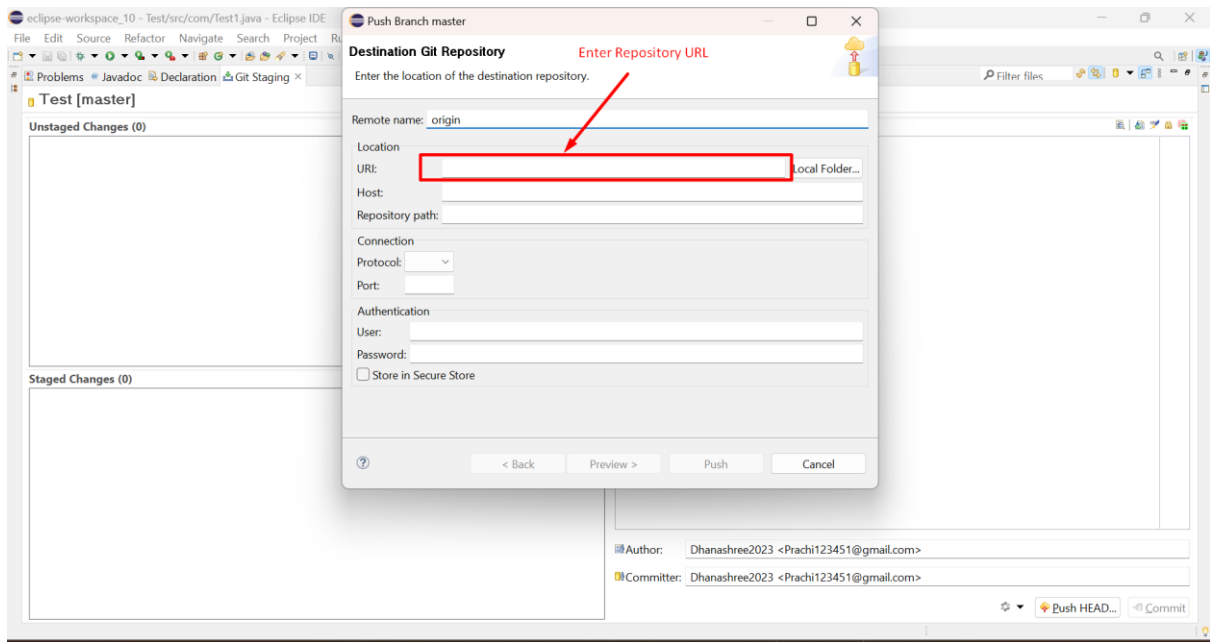 eclipse-workspace_10 - Test/src/com/Test1.java - Eclipse IDE
File Edit Source Refactor Navigate Search Project
Problems Javadoc Declaration Git Staging
Filter files
Test [master]
Unstaged Changes (0)
Staged Changes (0)
Push Branch master
Destination Git Repository
Enter Repository URL
Enter the location of the destination repository.
Remote name: origin
Location
URI:
Local Folder...
Host:
Repository path:
Connection
Protocol:
Port:
Authentication
User:
Password:
Store in Secure Store
< Back Preview > Push Cancel
Author: Dhanashree2023 <Prachi123451@gmail.com>
Committer: Dhanashree2023 <Prachi123451@gmail.com>
Push HEAD... Commit